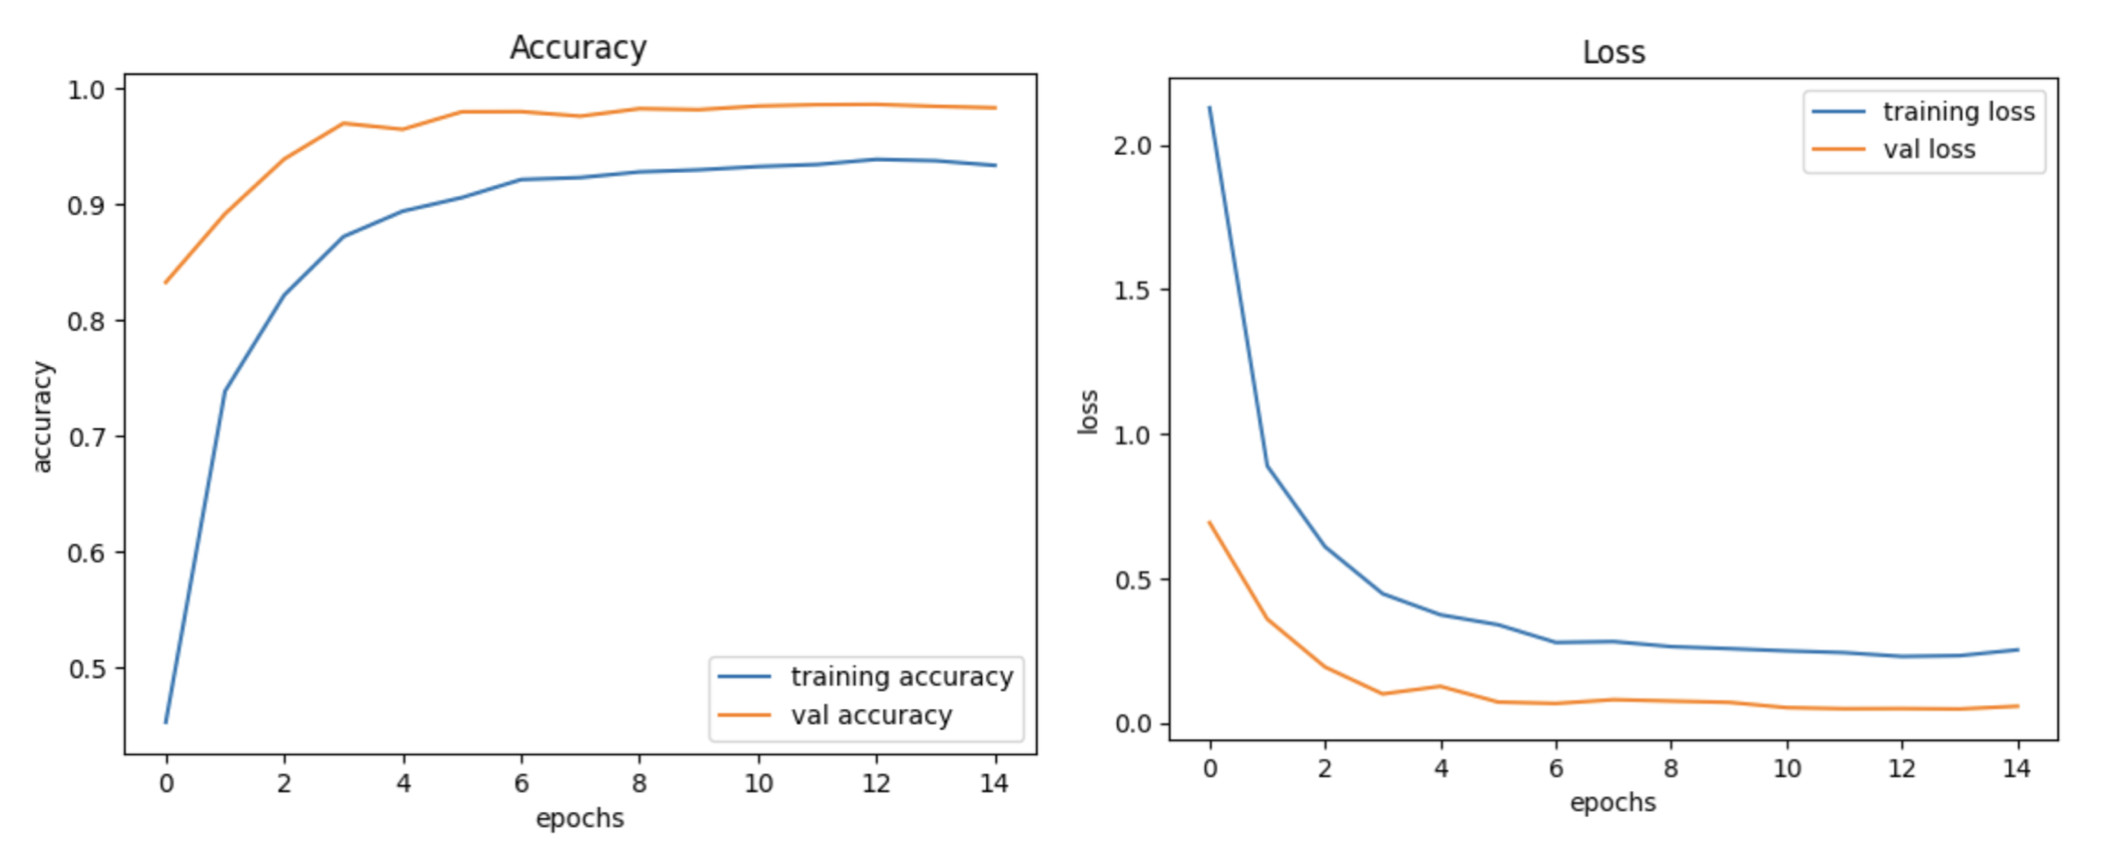 Accuracy
1.0
0.9
0.8
0.7
0.6
0.5
accuracy
training accuracy
val accuracy
0 2 4 6 8 10 12 14
epochs
Loss
2.0
1.5
1.0
0.5
0.0
loss
training loss
val loss
0 2 4 6 8 10 12 14
epochs